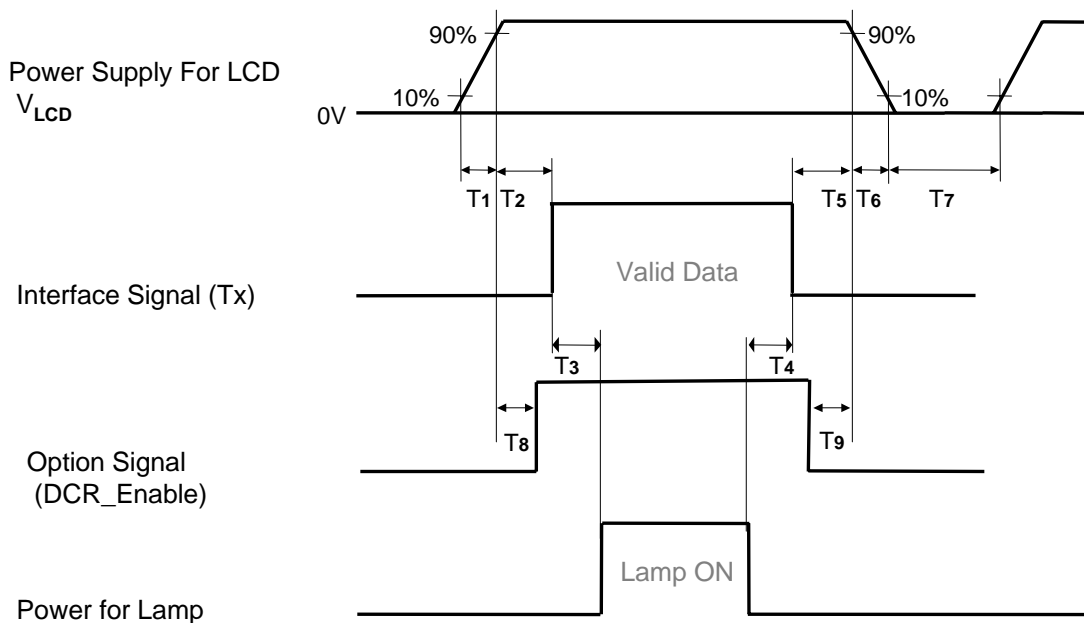 90%
90%
Power Supply For LCD
VLCD
10%
10%
0V
T1
T2
T5
T6
T7
Valid Data
Interface Signal (Tx)
T3
T4
T8
T9
Option Signal
(DCR_Enable)
Lamp ON
Power for Lamp